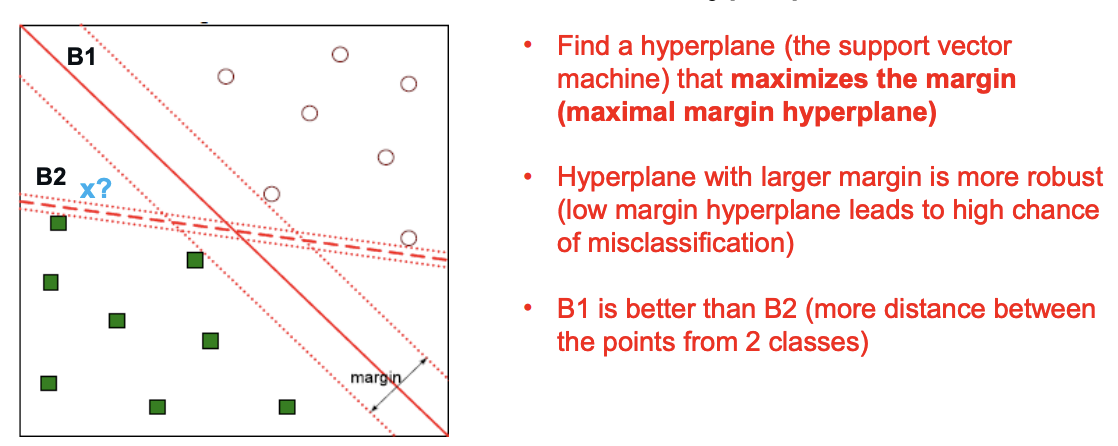 B1
B2 x?
margin
• Find a hyperplane (the support vector
machine) that maximizes the margin
(maximal margin hyperplane)
• Hyperplane with larger margin is more robust
(low margin hyperplane leads to high chance
of misclassification)
• B1 is better than B2 (more distance between
the points from 2 classes)